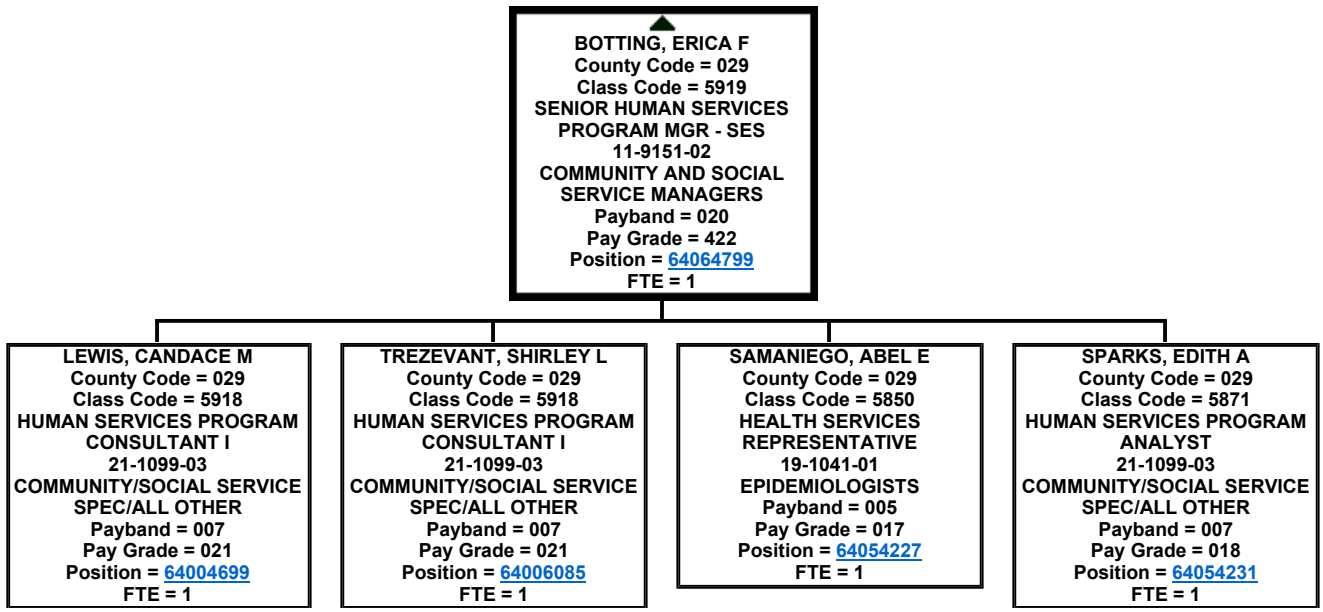 BOTTING, ERICA F
County Code = 029
Class Code = 5919
SENIOR HUMAN SERVICES
PROGRAM MGR - SES
11-9151-02
COMMUNITY AND SOCIAL
SERVICE MANAGERS
Payband = 020
Pay Grade = 422
Position = 64064799
FTE = 1
LEWIS, CANDACE M
County Code = 029
Class Code = 5918
HUMAN SERVICES PROGRAM
CONSULTANT I
21-1099-03
COMMUNITY/SOCIAL SERVICE
SPEC/ALL OTHER
Payband = 007
Pay Grade = 021
Position = 64004699
FTE = 1
TREZEVANT, SHIRLEY L
County Code = 029
Class Code = 5918
HUMAN SERVICES PROGRAM
CONSULTANT I
21-1099-03
COMMUNITY/SOCIAL SERVICE
SPEC/ALL OTHER
Payband = 007
Pay Grade = 021
Position = 64006085
FTE = 1
SAMANIEGO, ABEL E
County Code = 029
Class Code = 5850
HEALTH SERVICES
REPRESENTATIVE
19-1041-01
EPIDEMIOLOGISTS
Payband = 005
Pay Grade = 017
Position = 64054227
FTE = 1
SPARKS, EDITH A
County Code = 029
Class Code = 5871
HUMAN SERVICES PROGRAM
ANALYST
21-1099-03
COMMUNITY/SOCIAL SERVICE
SPEC/ALL OTHER
Payband = 007
Pay Grade = 018
Position = 64054231
FTE = 1